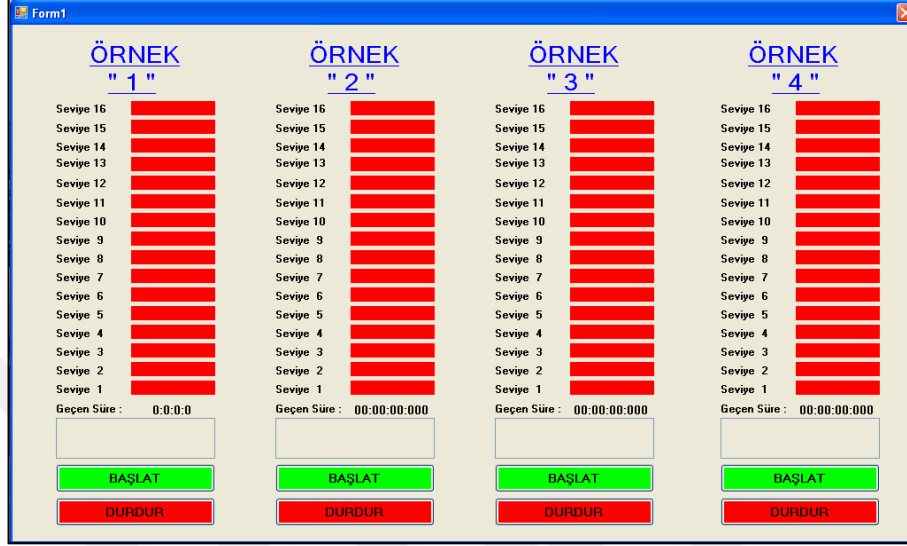 Form1
ÖRNEK ÖRNEK ÖRNEK ÖRNEK
" 1 " " 2 " " 3 " " 4 "
Seviye 16 Seviye 16 Seviye 16 Seviye 16
Seviye 15 Seviye 15 Seviye 15 Seviye 15
Seviye 14 Seviye 14 Seviye 14 Seviye 14
Seviye 13 Seviye 13 Seviye 13 Seviye 13
Seviye 12 Seviye 12 Seviye 12 Seviye 12
Seviye 11 Seviye 11 Seviye 11 Seviye 11
Seviye 10 Seviye 10 Seviye 10 Seviye 10
Seviye 9 Seviye 9 Seviye 9 Seviye 9
Seviye 8 Seviye 8 Seviye 8 Seviye 8
Seviye 7 Seviye 7 Seviye 7 Seviye 7
Seviye 6 Seviye 6 Seviye 6 Seviye 6
Seviye 5 Seviye 5 Seviye 5 Seviye 5
Seviye 4 Seviye 4 Seviye 4 Seviye 4
Seviye 3 Seviye 3 Seviye 3 Seviye 3
Seviye 2 Seviye 2 Seviye 2 Seviye 2
Seviye 1 Seviye 1 Seviye 1 Seviye 1
Geçen Süre : 0:0:0:0 Geçen Süre : 00:00:00:000 Geçen Süre : 00:00:00:000 Geçen Süre : 00:00:00:000
BAŞLAT BAŞLAT BAŞLAT BAŞLAT
DURDUR DURDUR DURDUR DURDUR